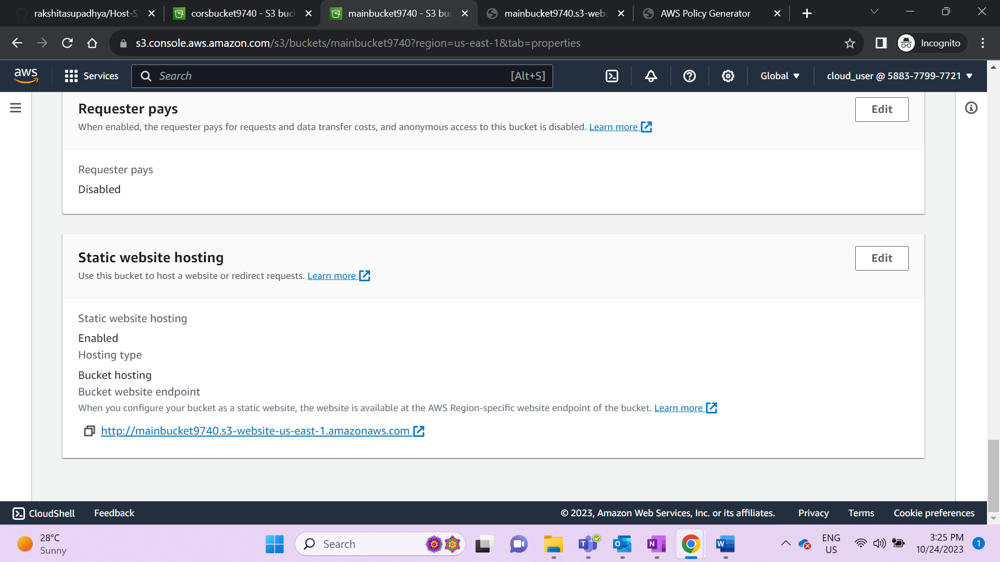 rakshitasupadhya/Host-S
corsbucket9740 - S3 buc
mainbucket9740 - S3 bu
mainbucket9740.s3-webs
AWS Policy Generator
s3.console.aws.amazon.com/s3/buckets/mainbucket9740?region=us-east-1&tab=properties
Incognito
aws
Services
Search
[Alt+S]
Global
cloud_user @ 5883-7799-7721
Requester pays
Edit
When enabled, the requester pays for requests and data transfer costs, and anonymous access to this bucket is disabled. Learn more
Requester pays
Disabled
Static website hosting
Edit
Use this bucket to host a website or redirect requests. Learn more
Static website hosting
Enabled
Hosting type
Bucket hosting
Bucket website endpoint
When you configure your bucket as a static website, the website is available at the AWS Region-specific website endpoint of the bucket. Learn more
http://mainbucket9740.s3-website-us-east-1.amazonaws.com
CloudShell
Feedback
© 2023, Amazon Web Services, Inc. or its affiliates.
Privacy
Terms
Cookie preferences
28°C
Sunny
Search
ENG
US
3:25 PM
10/24/2023
1